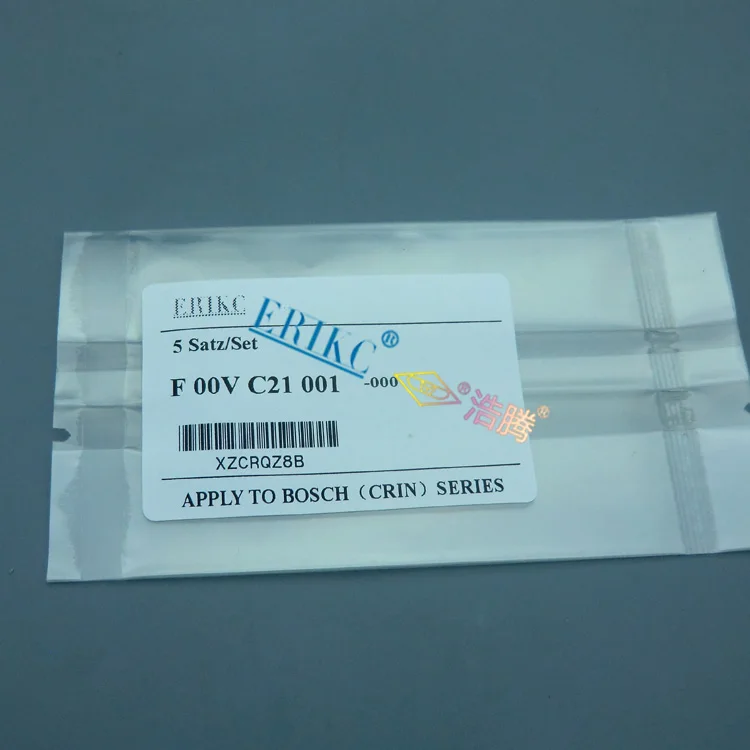 ERIKC
ERIKC®
5 Satz/Set
F 00V C21 001 -000
®浩腾®
XZCRQZ8B
APPLY TO BOSCH（CRIN）SERIES